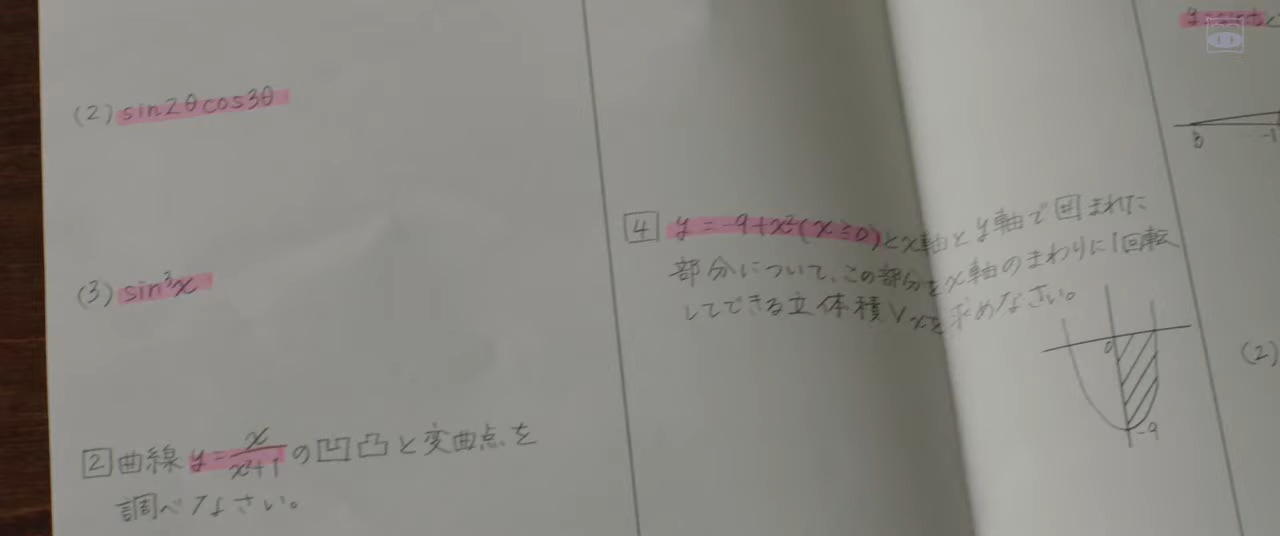 (2) sin2θcos3θ
(3) sin³x
2 曲線 y=x/(x²+1) の凹凸と変曲点を
調べなさい。
4 y=-9+x²(x≧0)とx軸とy軸で囲まれた
部分について、この部分をx軸のまわりに1回転
してできる立体積Vxを求めなさい。
0
-9
(2)
-1